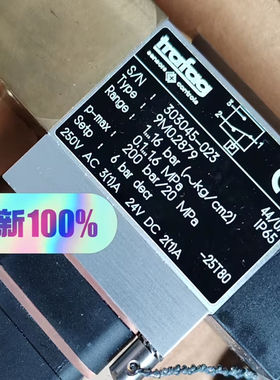 trafag
sensors controls
S/N : 303045-023
Type : 9M0.2879
Range : 1...16 bar (~kg/cm2)
0.1...1.6 MPa
p-max : 200 bar/20 MPa
Setp : 6 bar decr
250V AC 3(1)A 24V DC 2(1)A
-25T80
IP65
新100%